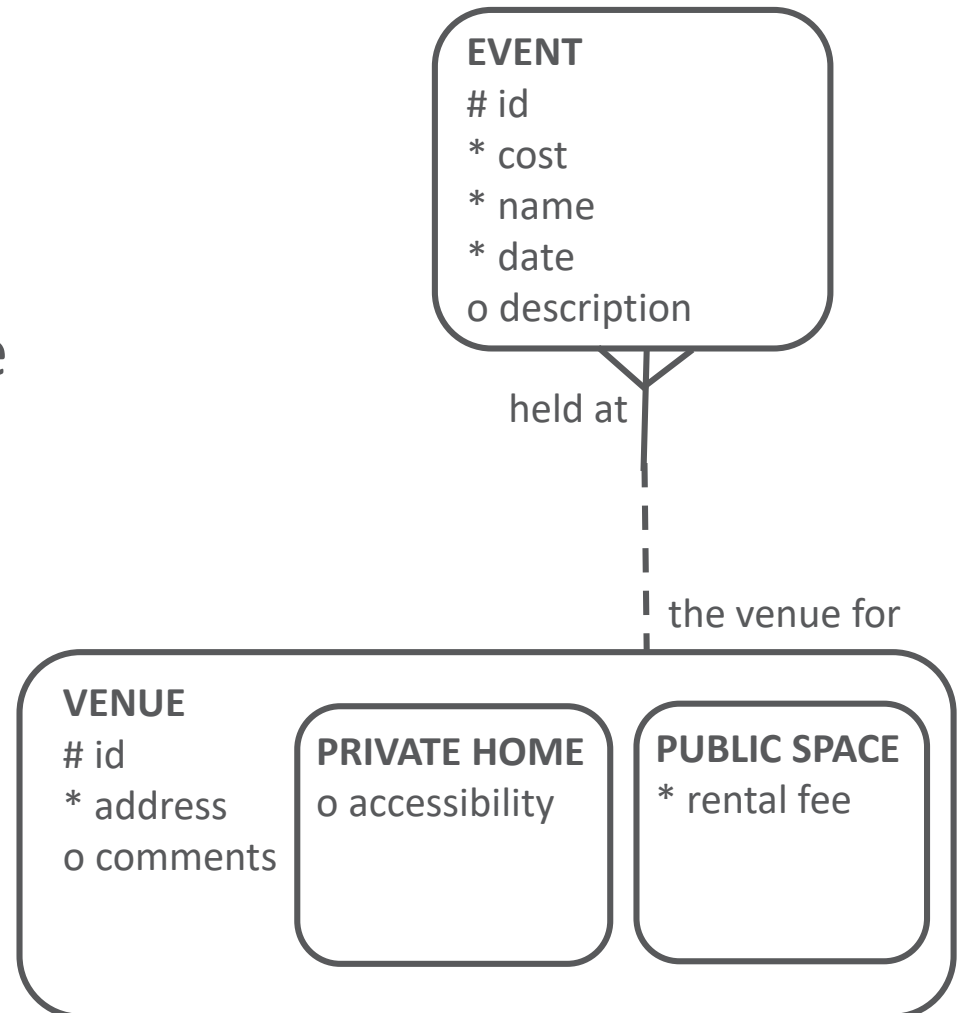 EVENT
# id
* cost
* name
* date
o description
e
held at
the venue for
VENUE
# id
* address
o comments
PRIVATE HOME
o accessibility
PUBLIC SPACE
* rental fee